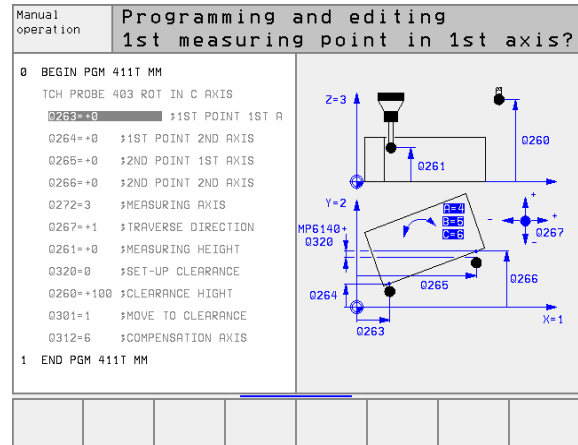 Manual
operation
Programming and editing
1st measuring point in 1st axis?
0 BEGIN PGM 411T MM
TCH PROBE 403 ROT IN C AXIS
Q263=+0 ;1ST POINT 1ST A
Q264=+0 ;1ST POINT 2ND AXIS
Q265=+0 ;2ND POINT 1ST AXIS
Q266=+0 ;2ND POINT 2ND AXIS
Q272=3 ;MEASURING AXIS
Q267=+1 ;TRAVERSE DIRECTION
Q261=+0 ;MEASURING HEIGHT
Q320=0 ;SET-UP CLEARANCE
Q260=+100 ;CLEARANCE HIGHT
Q301=1 ;MOVE TO CLEARANCE
Q312=6 ;COMPENSATION AXIS
1 END PGM 411T MM
Z=3
Q260
Q261
Y=2
A=4
B=5
C=6
+
- +
-
Q267
MP6140+
Q320
Q266
Q265
Q264
X=1
Q263